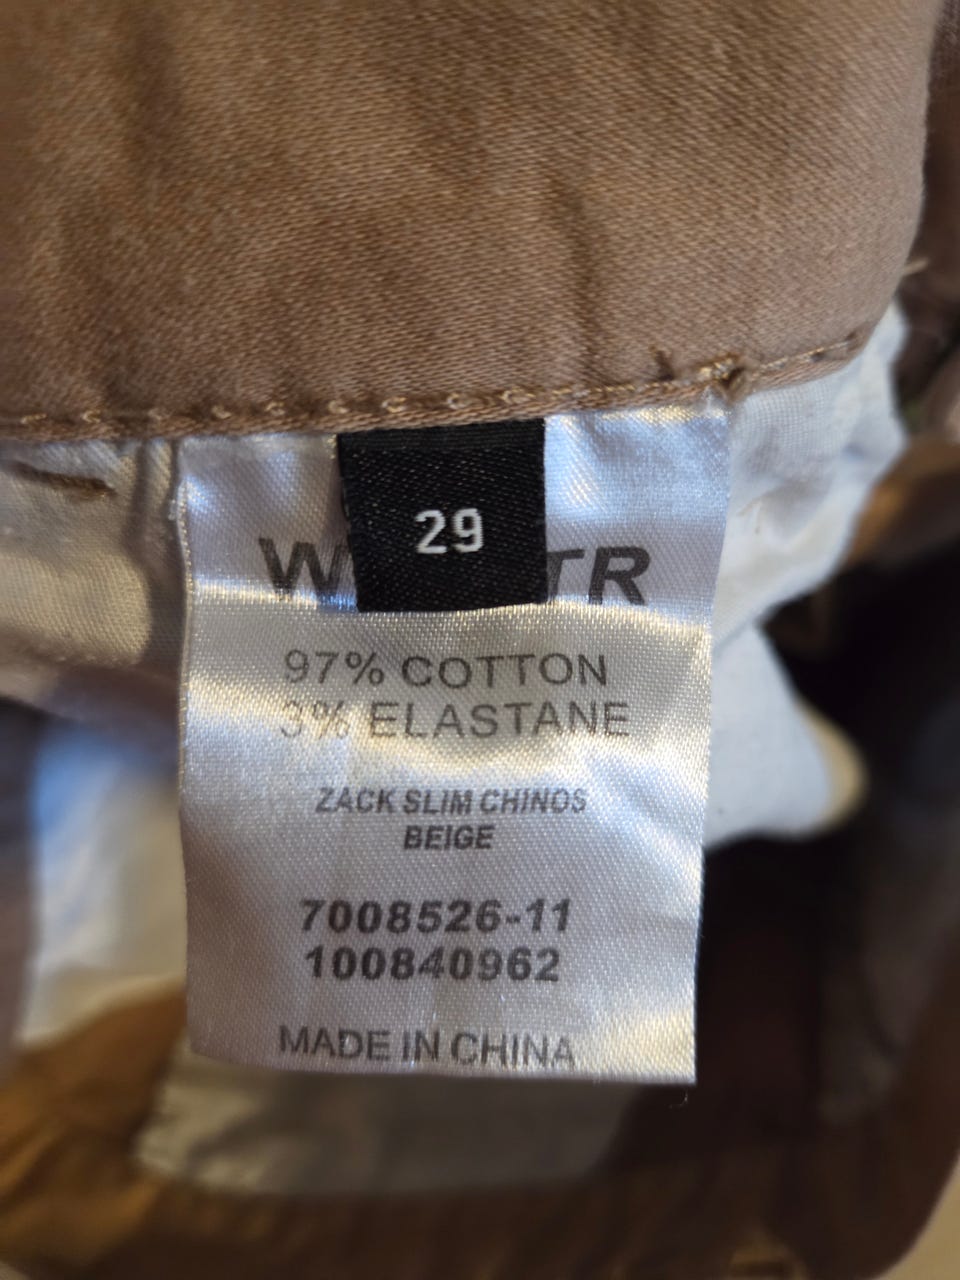 29
97% COTTON
3% ELASTANE
ZACK SLIM CHINOS
BEIGE
7008526-11
100840962
MADE IN CHINA